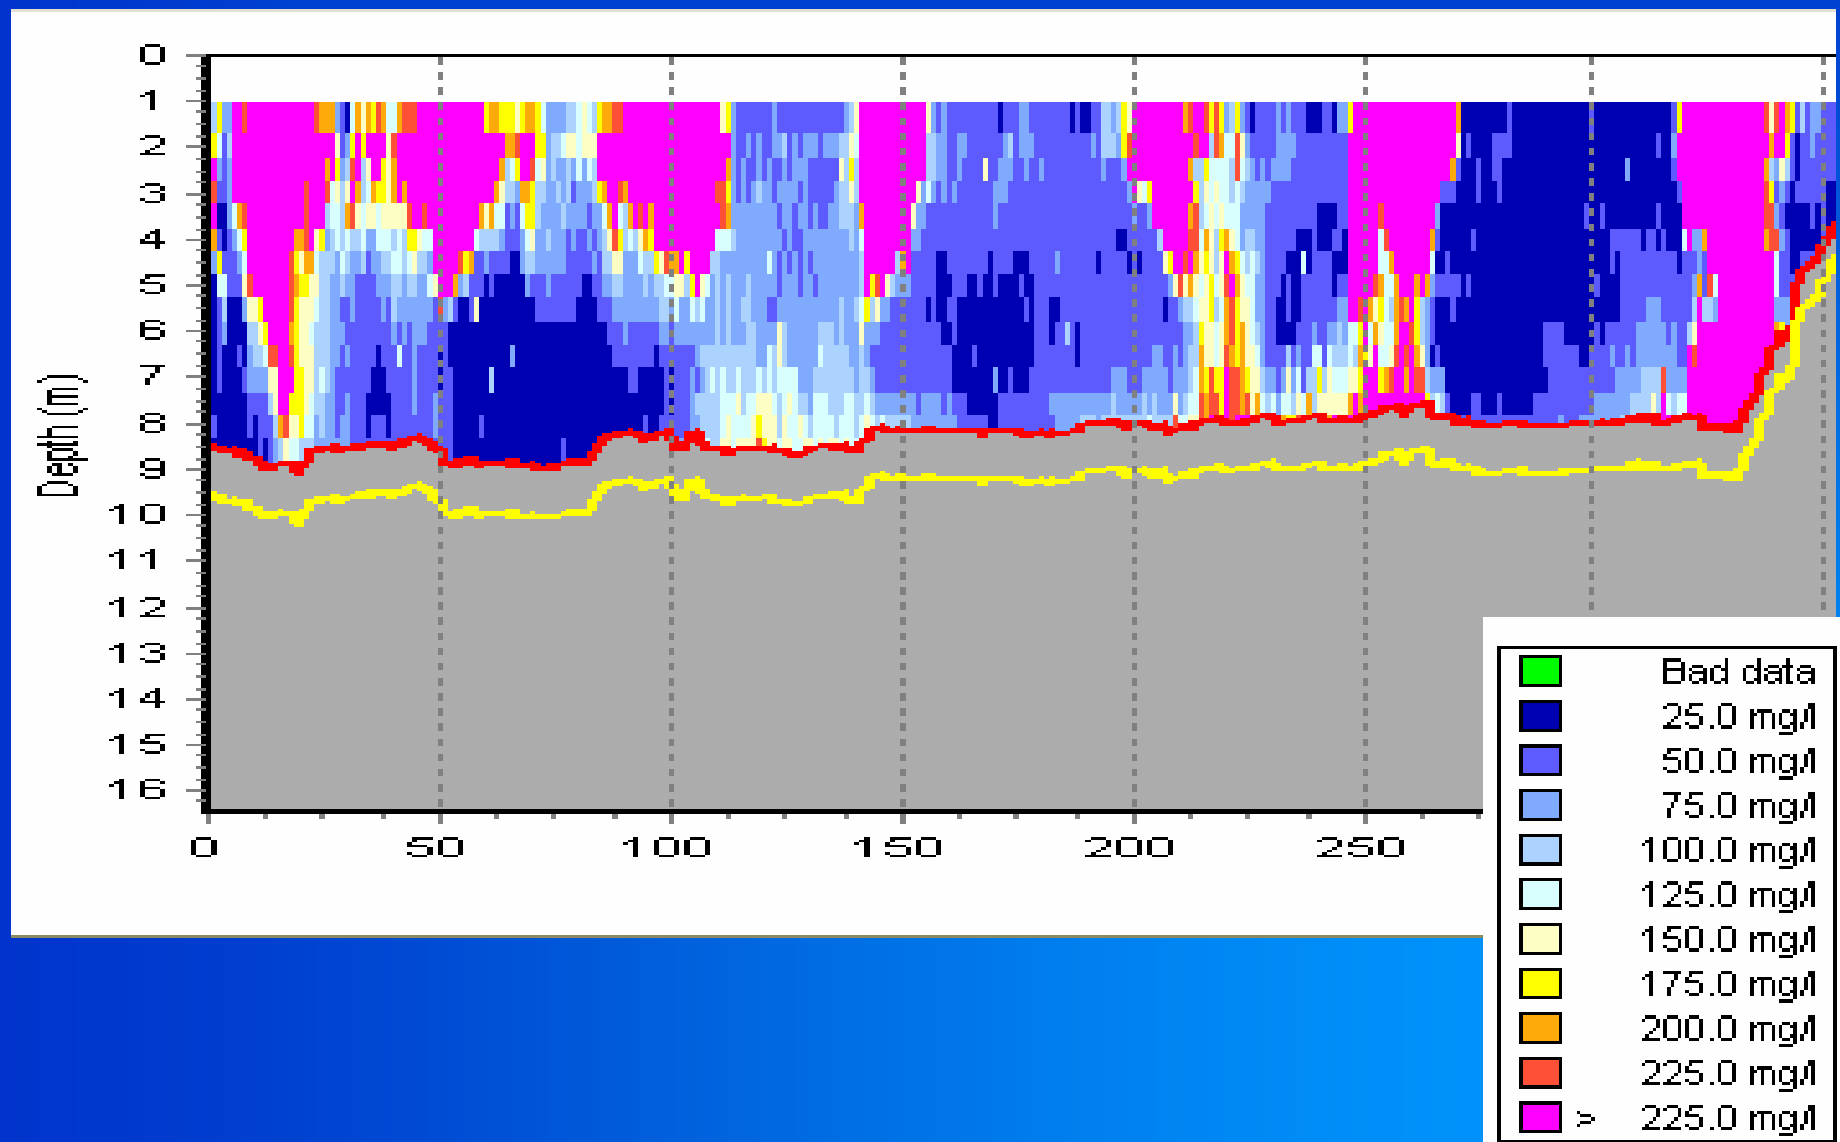 0
1
2
3
4
5
6
7
8
9
10
11
12
13
14
15
16
Depth (m)
0 50 100 150 200 250
Bad data
25.0 mg/l
50.0 mg/l
75.0 mg/l
100.0 mg/l
125.0 mg/l
150.0 mg/l
175.0 mg/l
200.0 mg/l
225.0 mg/l
> 225.0 mg/l